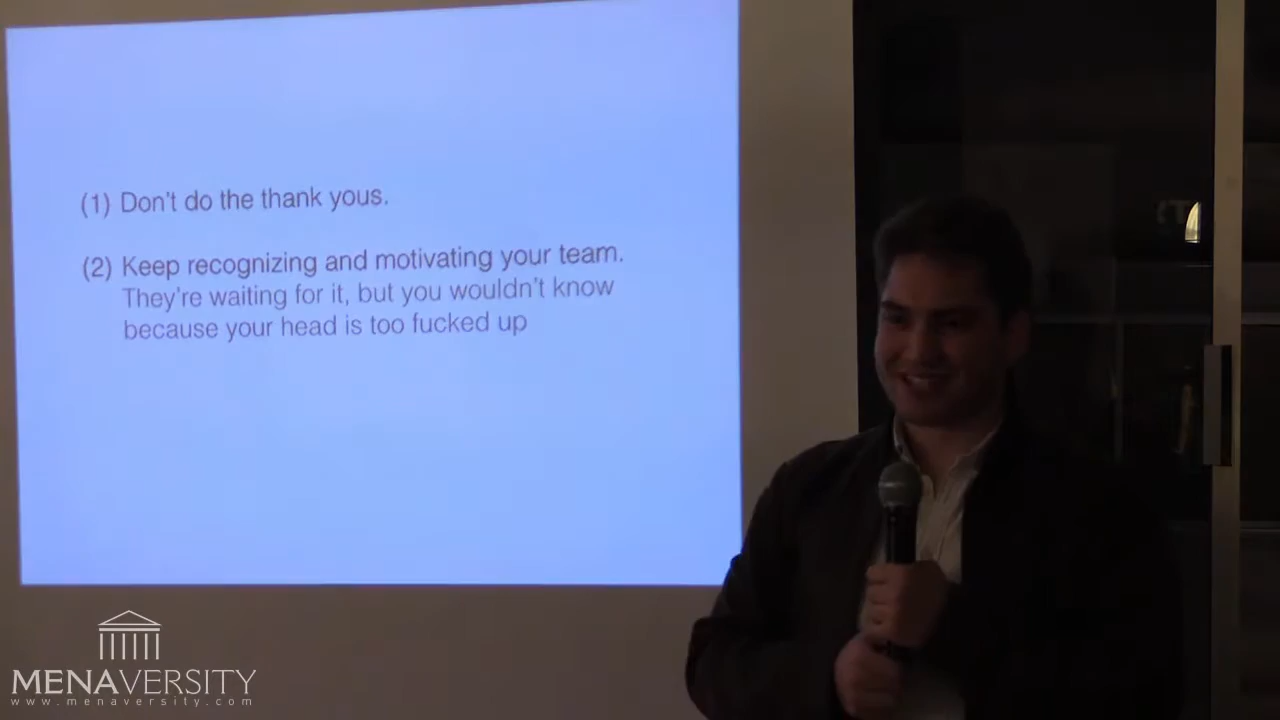 (1) Don't do the thank yous.
(2) Keep recognizing and motivating your team.
They're waiting for it, but you wouldn't know
because your head is too fucked up
MENAVERSITY
www.menaversity.com